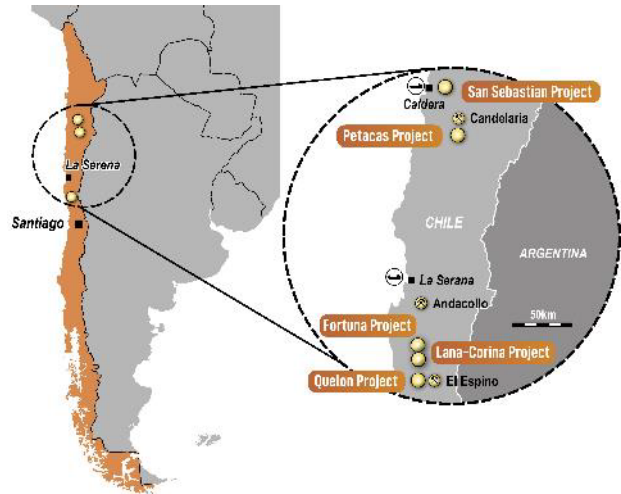 La Serena
Santiago
San Sebastian Project
Caldera
Candelaria
Petacas Project
CHILE
ARGENTINA
La Serana
Andacollo
50km
Fortuna Project
Lana-Corina Project
Quelon Project
El Espino